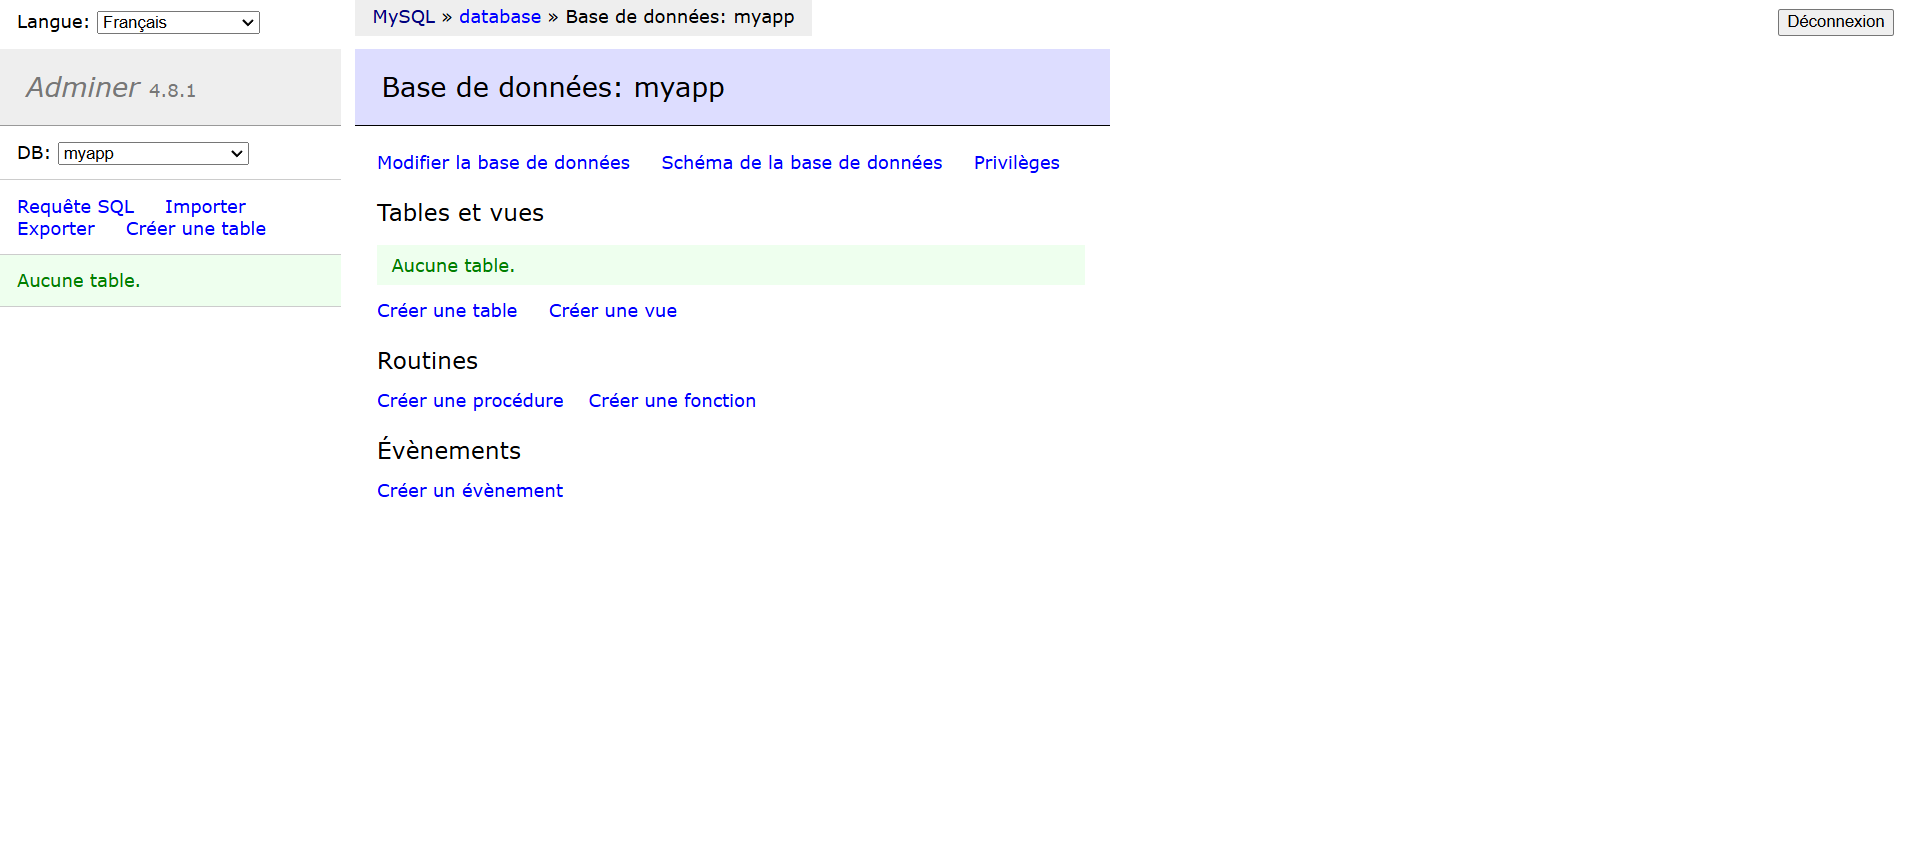 Langue: Français
Adminer 4.8.1
DB: myapp
Requête SQL Importer
Exporter Créer une table
Aucune table.
MySQL » database » Base de données: myapp
Déconnexion
Base de données: myapp
Modifier la base de données Schéma de la base de données Privilèges
Tables et vues
Aucune table.
Créer une table Créer une vue
Routines
Créer une procédure Créer une fonction
Évènements
Créer un évènement